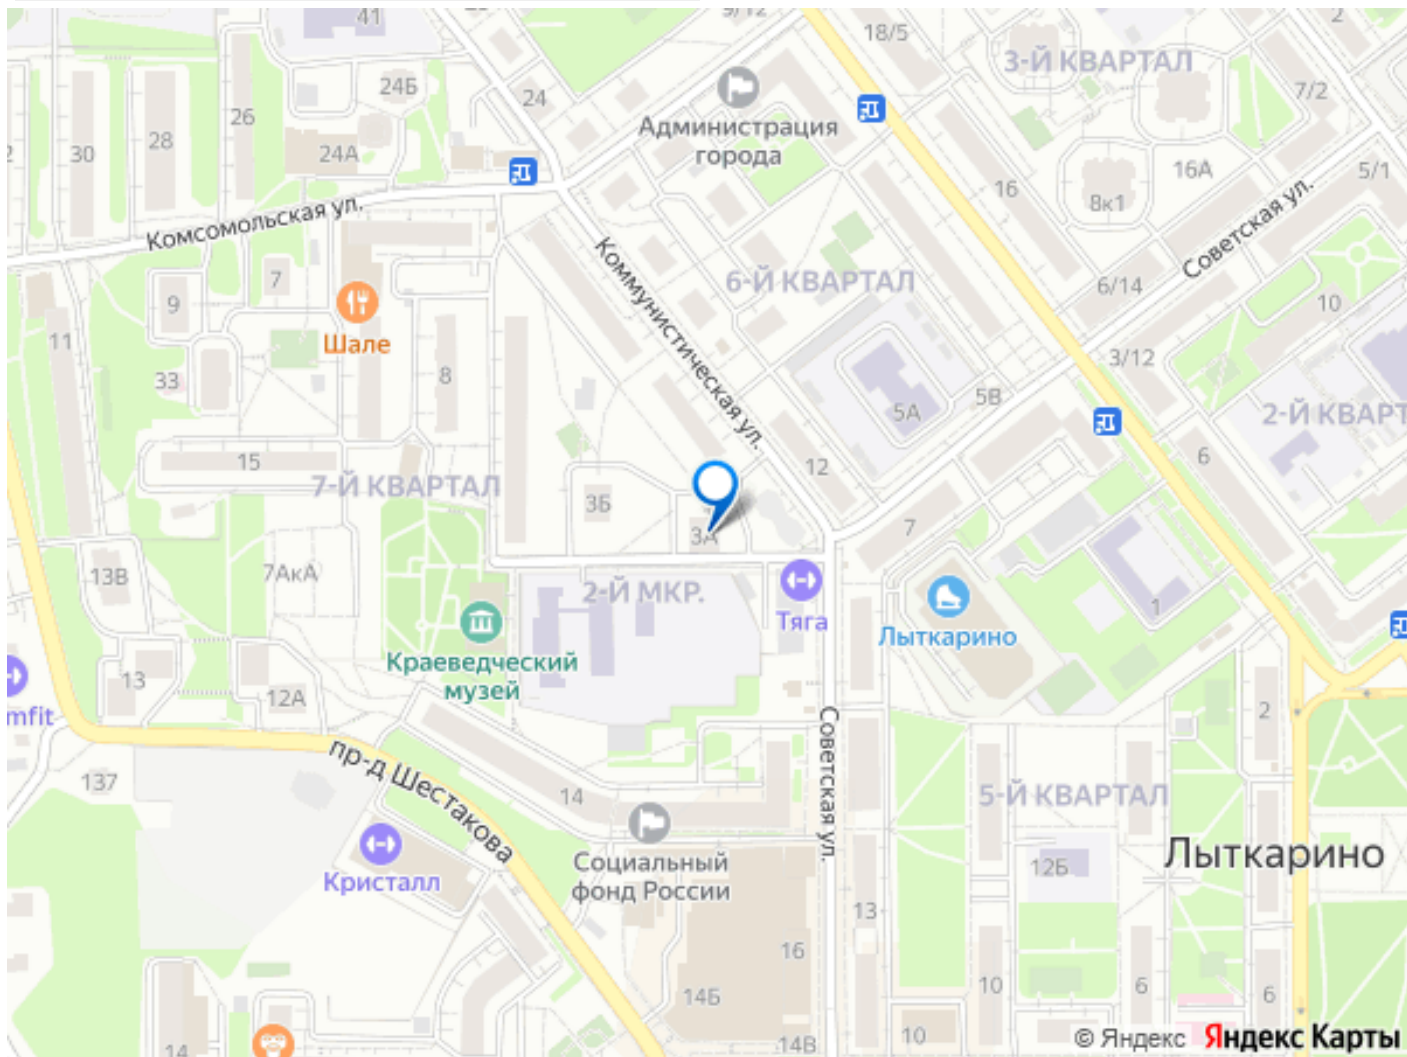 41
9/12
18/5
2
3-Й КВАРТАЛ
24Б
24
7/2
26
28
30
24А
Администрация
города
16
16А
5/1
8к1
Комсомольская ул.
Советская ул.
Коммунистическая ул.
6-Й КВАРТАЛ
7
9
6/14
10
11
Шале
3/12
33
8
5А
5В
2-Й КВАРТ
15
12
6
7-Й КВАРТАЛ
3Б
3А
7
13В
7АкА
2-Й МКР.
1
Тяга
Лыткарино
Краеведческий
музей
13
12А
mfit
2
Советская ул.
пр-д Шестакова
137
14
5-Й КВАРТАЛ
Социальный
фонд России
Кристалл
12Б
Лыткарино
13
16
14Б
10
6
6
10
14
14В
© Яндекс Яндекс Карты